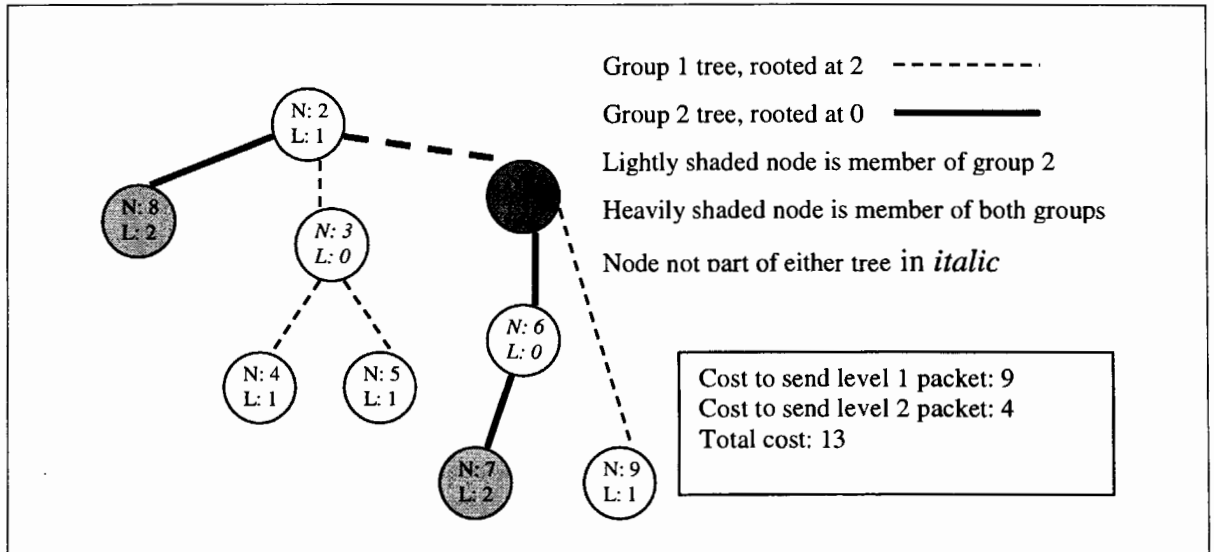 Group 1 tree, rooted at 2
Group 2 tree, rooted at 0
Lightly shaded node is member of group 2
Heavily shaded node is member of both groups
Node not part of either tree in italic
N: 2
L: 1
N: 8
L: 2
N: 3
L: 0
N: 6
L: 0
N: 4
L: 1
N: 5
L: 1
N: 7
L: 2
N: 9
L: 1
Cost to send level 1 packet: 9
Cost to send level 2 packet: 4
Total cost: 13